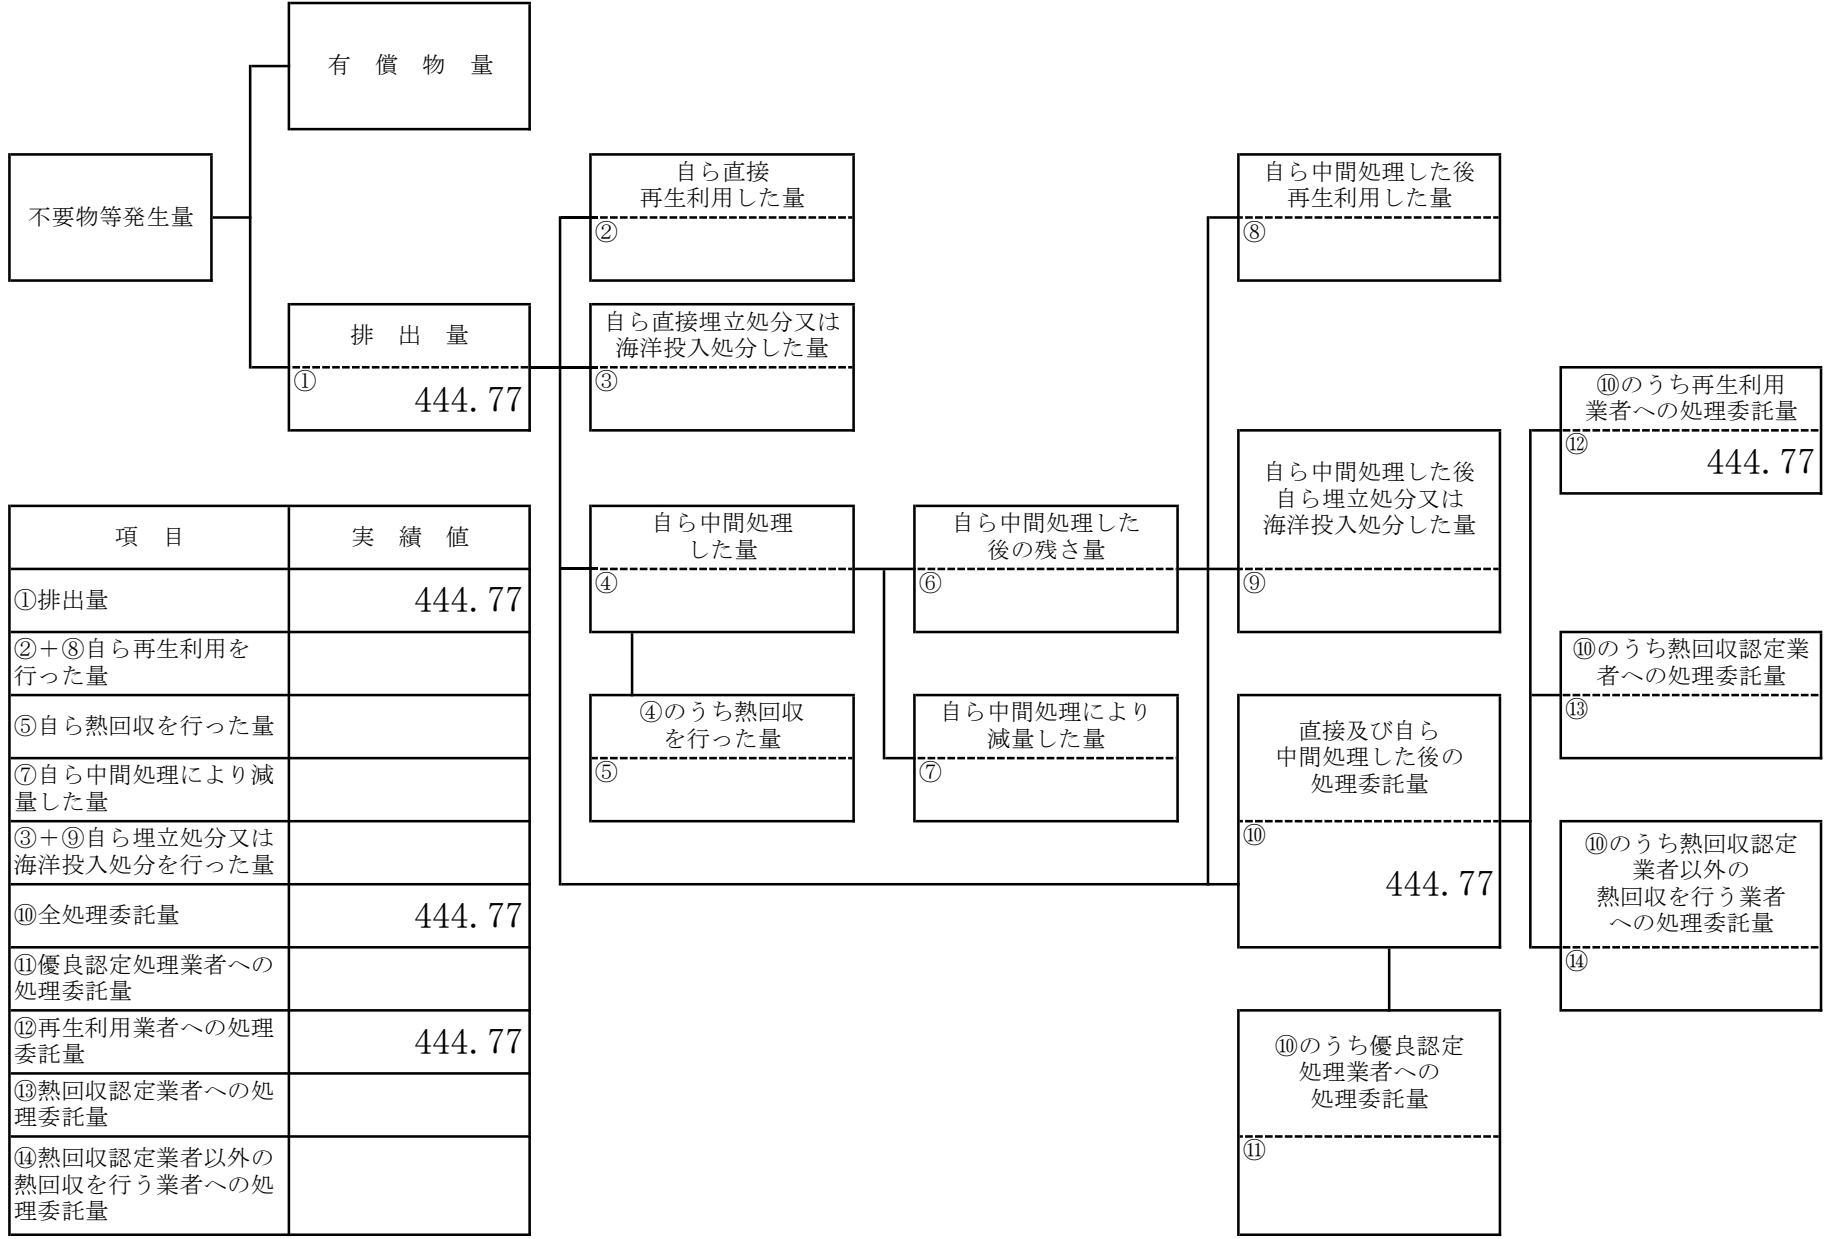 有 償 物 量
不要物等発生量
排 出 量
①
444.77
自ら直接
再生利用した量
②
自ら直接埋立処分又は
海洋投入処分した量
③
自ら中間処理
した量
④
④のうち熱回収
を行った量
⑤
自ら中間処理した
後の残さ量
⑥
自ら中間処理により
減量した量
⑦
自ら中間処理した後
再生利用した量
⑧
自ら中間処理した後
自ら埋立処分又は
海洋投入処分した量
⑨
直接及び自ら
中間処理した後の
処理委託量
⑩
444.77
⑩のうち優良認定
処理業者への
処理委託量
⑪
⑩のうち再生利用
業者への処理委託量
⑫
444.77
⑩のうち熱回収認定業
者への処理委託量
⑬
⑩のうち熱回収認定
業者以外の
熱回収を行う業者
への処理委託量
⑭
項 目 実 績 値
①排出量 444.77
②+⑧自ら再生利用を
行った量
⑤自ら熱回収を行った量
⑦自ら中間処理により減
量した量
③+⑨自ら埋立処分又は
海洋投入処分を行った量
⑩全処理委託量 444.77
⑪優良認定処理業者への
処理委託量
⑫再生利用業者への処理
委託量 444.77
⑬熱回収認定業者への処
理委託量
⑭熱回収認定業者以外の
熱回収を行う業者への処
理委託量